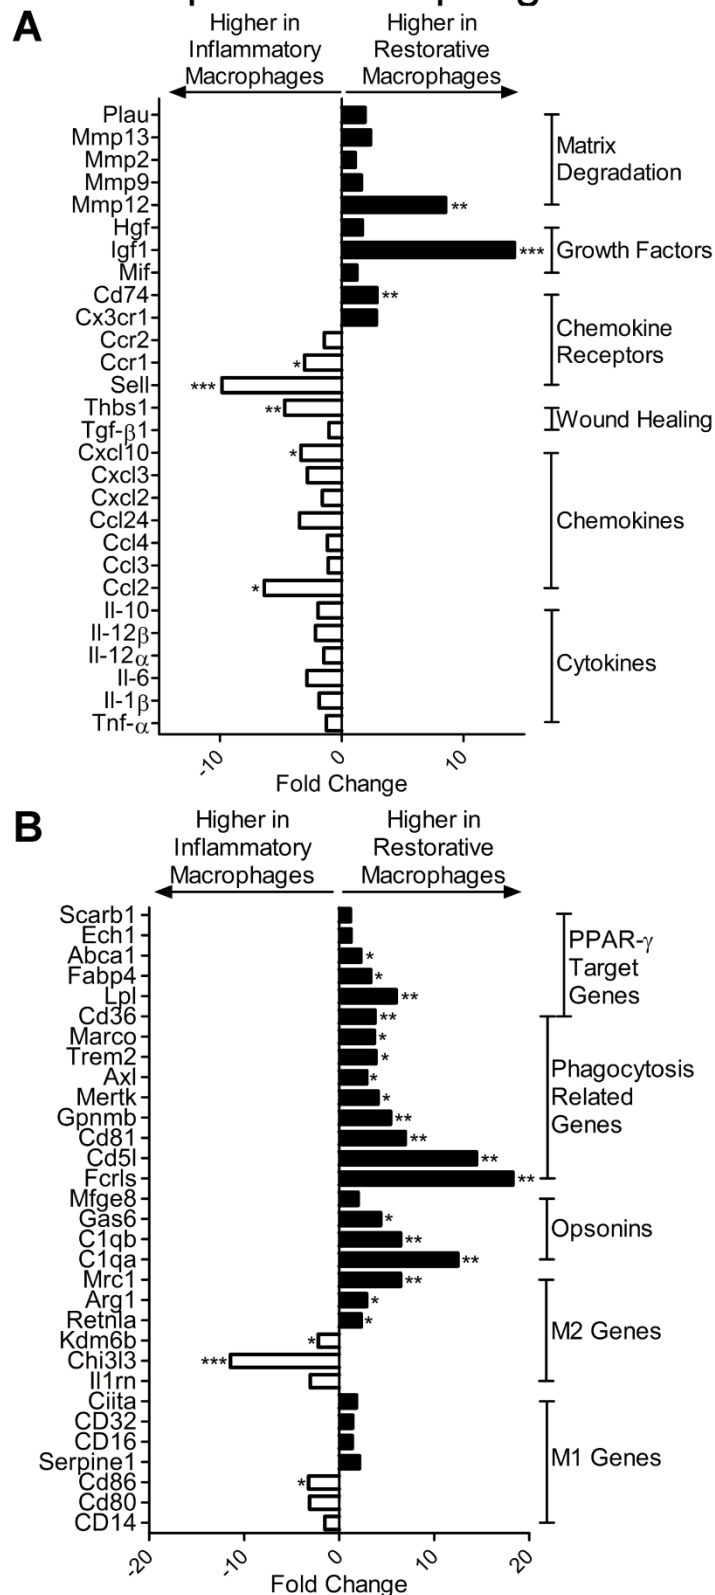 A
Higher in
Inflammatory
Macrophages
Higher in
Restorative
Macrophages
Plau
Mmp13
Mmp2
Mmp9
Mmp12
**
Hgf
Igf1
***
Mif
Cd74
**
Cx3cr1
Ccr2
Ccr1
*
Sell
***
Thbs1
**
Tgf-β1
Cxcl10
*
Cxcl3
Cxcl2
Ccl24
Ccl4
Ccl3
Ccl2
*
Il-10
Il-12β
Il-12α
Il-6
Il-1β
Tnf-α
Matrix
Degradation
Growth Factors
Chemokine
Receptors
Wound Healing
Chemokines
Cytokines
-10
0
10
Fold Change
B
Higher in
Inflammatory
Macrophages
Higher in
Restorative
Macrophages
Scarb1
Ech1
Abca1
*
Fabp4
*
Lpl
**
Cd36
**
Marco
*
Trem2
*
Axl
*
Mertk
*
Gpnmb
**
Cd81
**
Cd5l
**
Fcrls
**
Mfge8
Gas6
*
C1qb
**
C1qa
**
Mrc1
**
Arg1
*
Retnla
*
Kdm6b
*
Chi3l3
***
Il1rn
Ciita
CD32
CD16
Serpine1
Cd86
*
Cd80
CD14
PPAR-γ
Target
Genes
Phagocytosis
Related
Genes
Opsonins
M2 Genes
M1 Genes
-20
-10
0
10
20
Fold Change